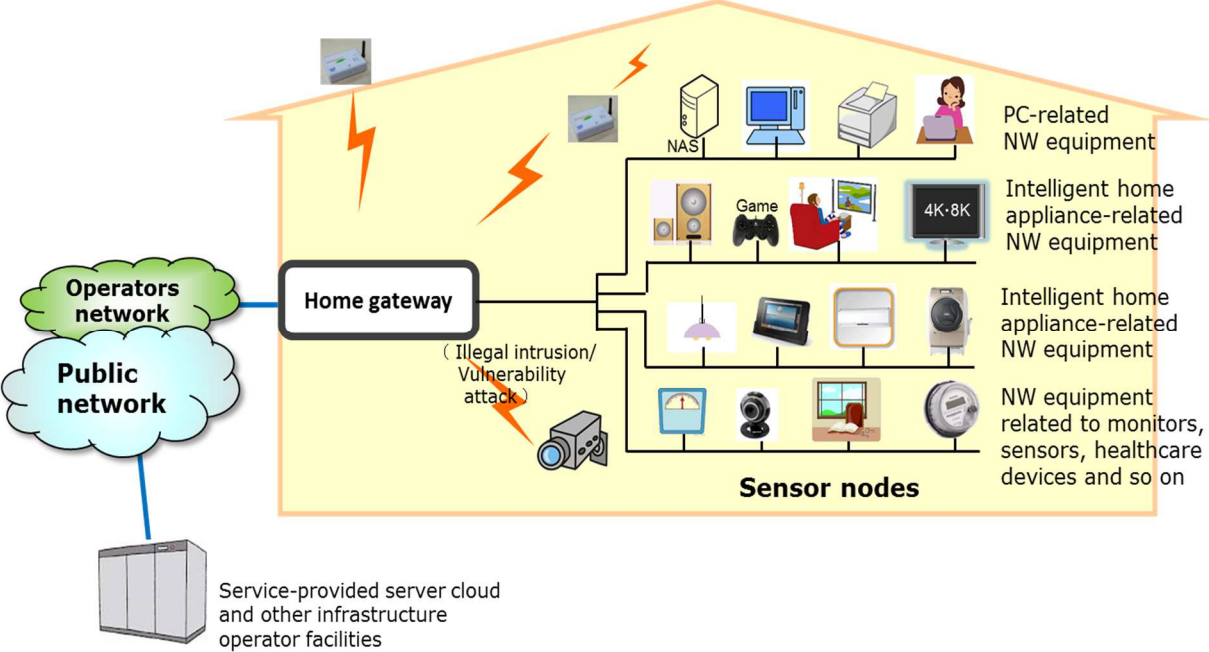 NAS
PC-related
NW equipment
Game
4K·8K
Intelligent home
appliance-related
NW equipment
Operators
network
Home gateway
Intelligent home
appliance-related
NW equipment
Public
network
( Illegal intrusion/
Vulnerability
attack )
NW equipment
related to monitors,
sensors, healthcare
devices and so on
Sensor nodes
Service-provided server cloud
and other infrastructure
operator facilities